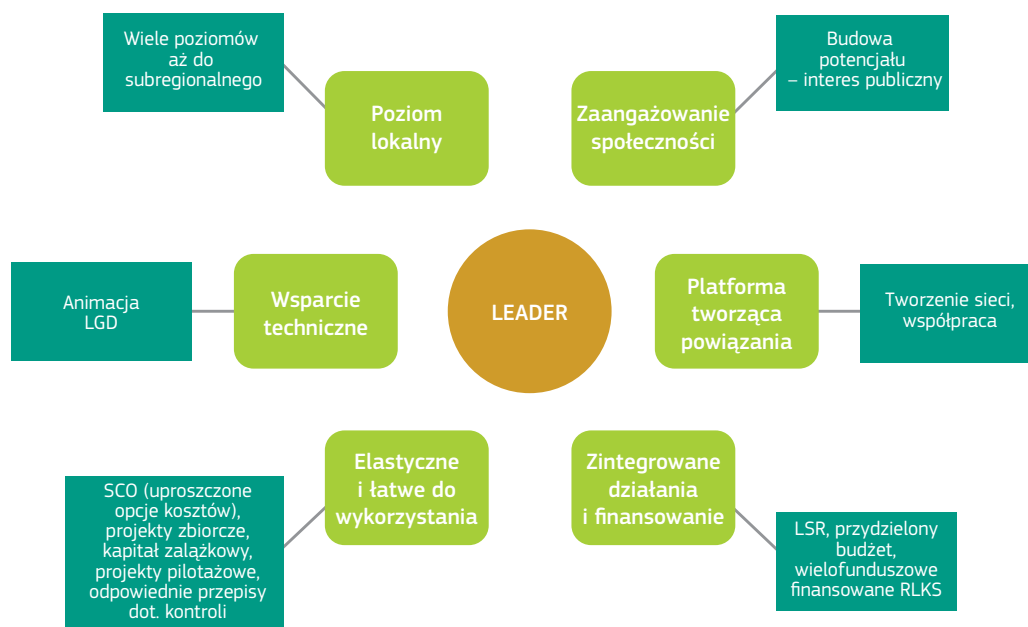 Wiele poziomów
aż do
subregionalnego
Poziom
lokalny
Zaangażowanie
społeczności
Budowa
potencjału
– interes publiczny
Animacja
LGD
Wsparcie
techniczne
LEADER
Platforma
tworząca
powiązania
Tworzenie sieci,
współpraca
SCO (uproszczone
opcje kosztów),
projekty zbiorcze,
kapitał zalążkowy,
projekty pilotażowe,
odpowiednie przepisy
dot. kontroli
Elastyczne
i łatwe do
wykorzystania
Zintegrowane
działania
i finansowanie
LSR, przydzielony
budżet,
wielofunduszowe
finansowane RLKS